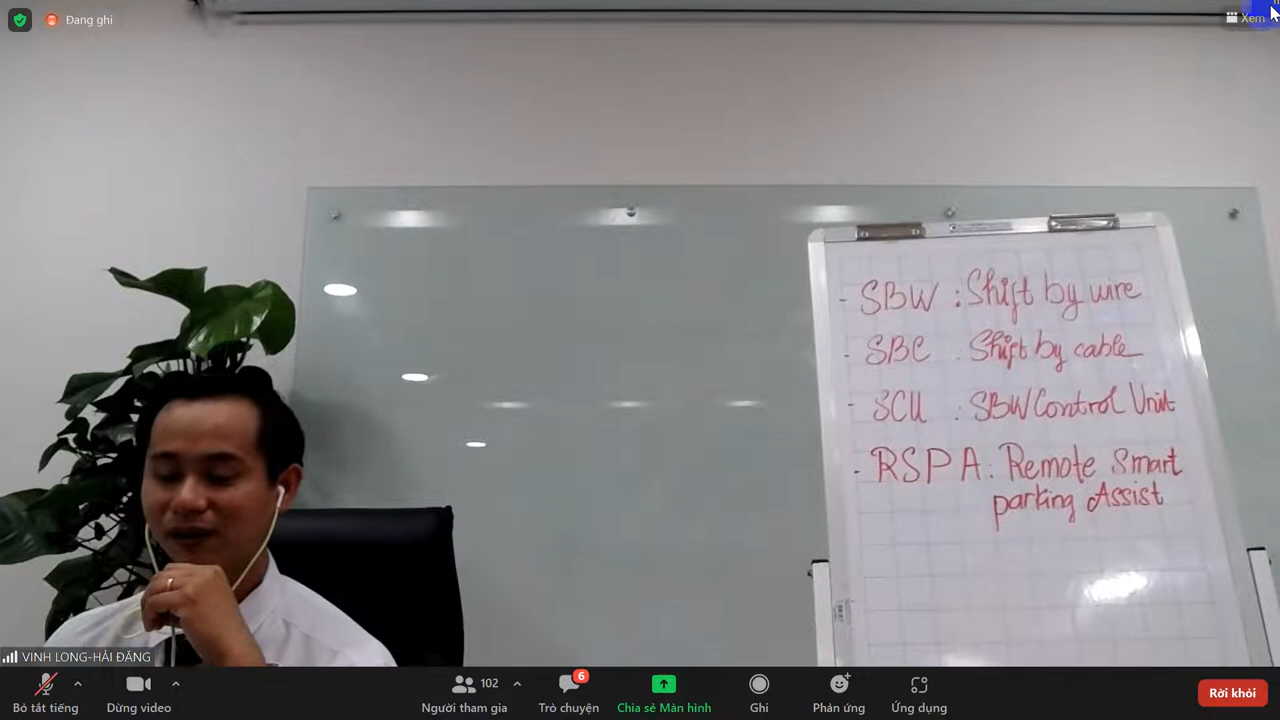 Đang ghi
Xem
- SBW : Shift by wire
- SBC : Shift by cable
- SCU : SBW Control Unit
- RSPA : Remote Smart
parking Assist
VINH LONG-HẢI ĐĂNG
Bỏ tắt tiếng
Dừng video
Người tham gia
102
Trò chuyện
6
Chia sẻ Màn hình
Ghi
Phản ứng
Ứng dụng
Rời khỏi